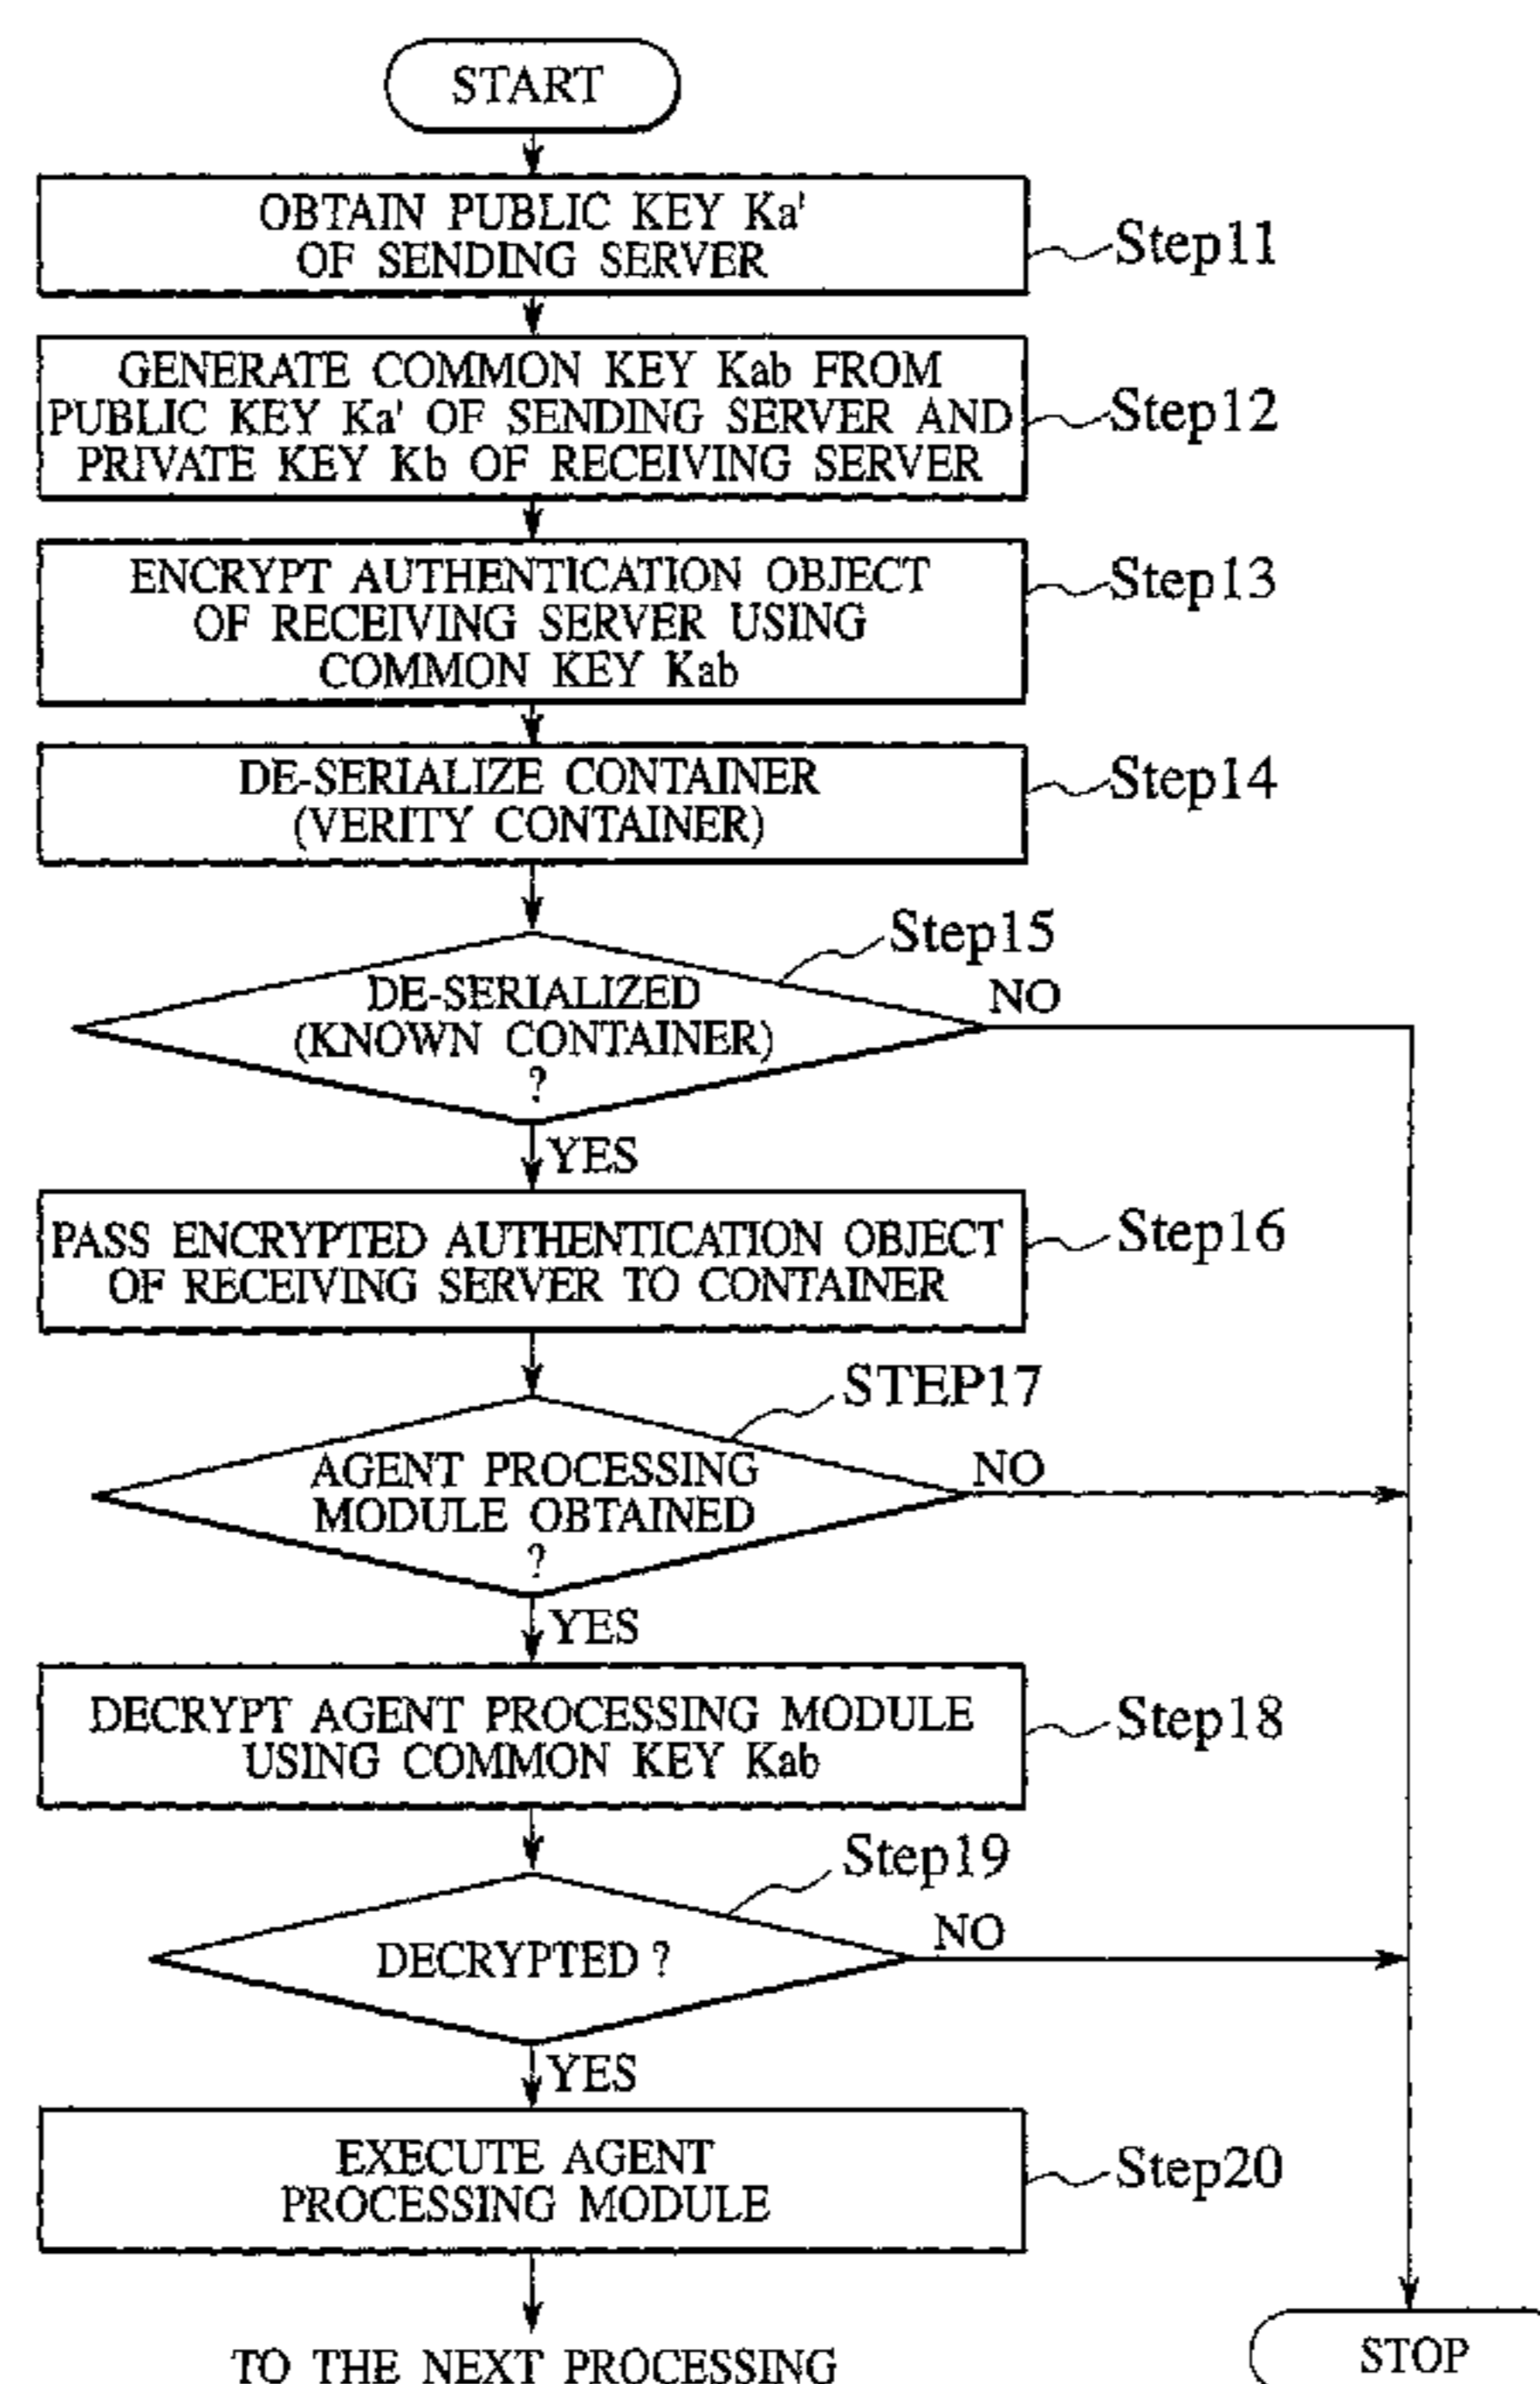 START
OBTAIN PUBLIC KEY Ka'
OF SENDING SERVER
Step11
GENERATE COMMON KEY Kab FROM
PUBLIC KEY Ka' OF SENDING SERVER AND
PRIVATE KEY Kb OF RECEIVING SERVER
Step12
ENCRYPT AUTHENTICATION OBJECT
OF RECEIVING SERVER USING
COMMON KEY Kab
Step13
DE-SERIALIZE CONTAINER
(VERITY CONTAINER)
Step14
Step15
DE-SERIALIZED
(KNOWN CONTAINER)
?
NO
YES
PASS ENCRYPTED AUTHENTICATION OBJECT
OF RECEIVING SERVER TO CONTAINER
Step16
STEP17
AGENT PROCESSING
MODULE OBTAINED
?
NO
YES
DECRYPT AGENT PROCESSING MODULE
USING COMMON KEY Kab
Step18
Step19
DECRYPTED ?
NO
YES
EXECUTE AGENT
PROCESSING MODULE
Step20
TO THE NEXT PROCESSING
STOP